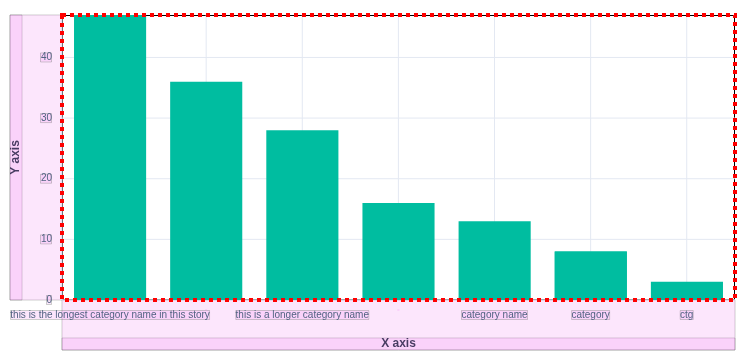 40
30
20
10
0
Y axis
this is the longest category name in this story
this is a longer category name
category name
category
ctg
X axis